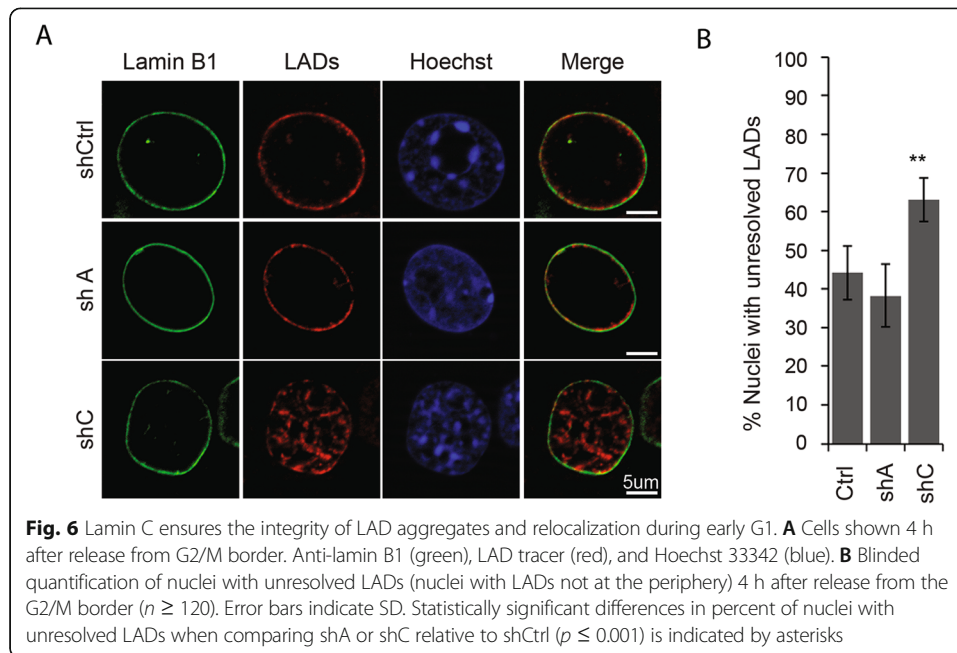 A
B
Lamin B1 LADs Hoechst Merge
shCtrl
sh A
shC
5um
% Nuclei with unresolved LADs
100
90
80
70
60
50
40
30
20
10
0
**
Ctrl shA shC
Fig. 6 Lamin C ensures the integrity of LAD aggregates and relocalization during early G1. A Cells shown 4 h
after release from G2/M border. Anti-lamin B1 (green), LAD tracer (red), and Hoechst 33342 (blue). B Blinded
quantification of nuclei with unresolved LADs (nuclei with LADs not at the periphery) 4 h after release from the
G2/M border (n ≥ 120). Error bars indicate SD. Statistically significant differences in percent of nuclei with
unresolved LADs when comparing shA or shC relative to shCtrl (p ≤ 0.001) is indicated by asterisks